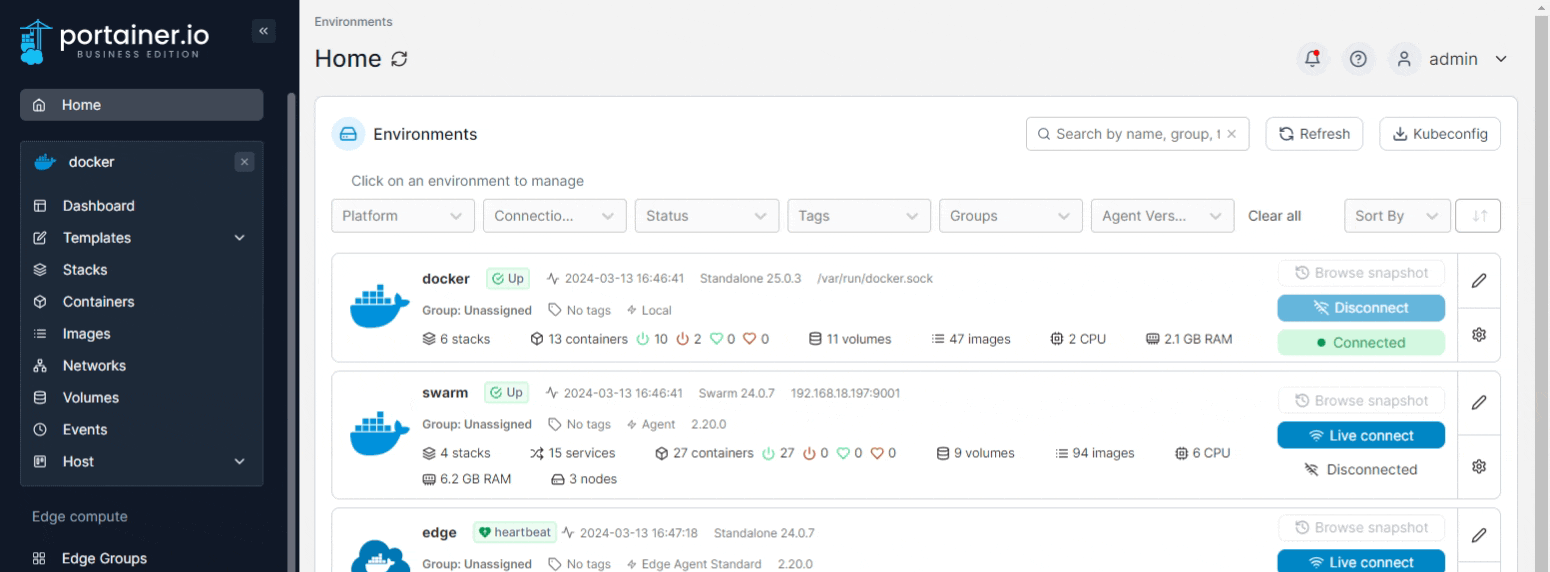 portainer.io
BUSINESS EDITION
Home
docker
Dashboard
Templates
Stacks
Containers
Images
Networks
Volumes
Events
Host
Edge compute
Edge Groups
Environments
Home
admin
Environments
Search by name, group, t
Refresh
Kubeconfig
Click on an environment to manage
Platform
Connectio...
Status
Tags
Groups
Agent Vers...
Clear all
Sort By
docker Up 2024-03-13 16:46:41 Standalone 25.0.3 /var/run/docker.sock
Group: Unassigned No tags Local
6 stacks 13 containers 10 2 0 0 11 volumes 47 images 2 CPU 2.1 GB RAM
Browse snapshot
Disconnect
Connected
swarm Up 2024-03-13 16:46:41 Swarm 24.0.7 192.168.18.197:9001
Group: Unassigned No tags Agent 2.20.0
4 stacks 15 services 27 containers 27 0 0 0 9 volumes 94 images 6 CPU
6.2 GB RAM 3 nodes
Browse snapshot
Live connect
Disconnected
edge heartbeat 2024-03-13 16:47:18 Standalone 24.0.7
Group: Unassigned No tags Edge Agent Standard 2.20.0
Browse snapshot
Live connect